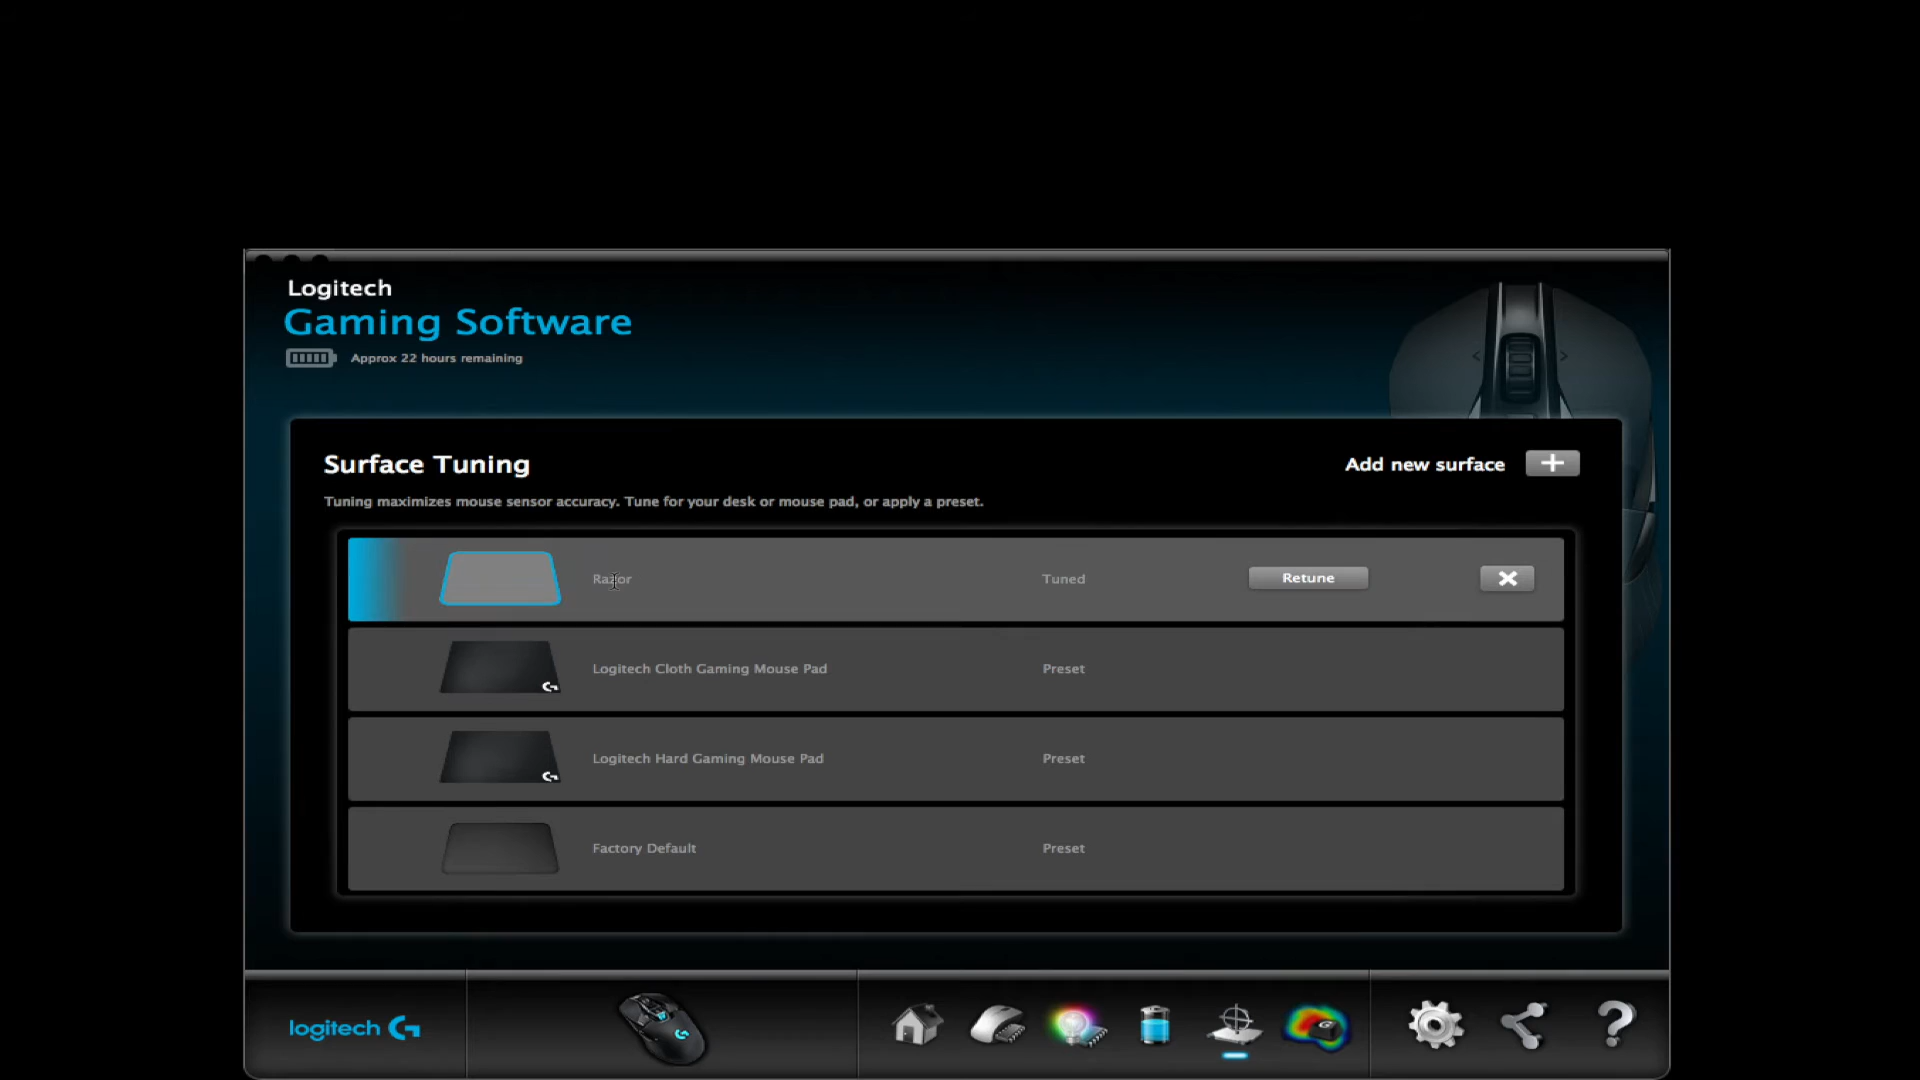 Logitech
Gaming Software
Approx 22 hours remaining
Surface Tuning
Add new surface
Tuning maximizes mouse sensor accuracy. Tune for your desk or mouse pad, or apply a preset.
Razor Tuned Retune
Logitech Cloth Gaming Mouse Pad Preset
Logitech Hard Gaming Mouse Pad Preset
Factory Default Preset
logitech G